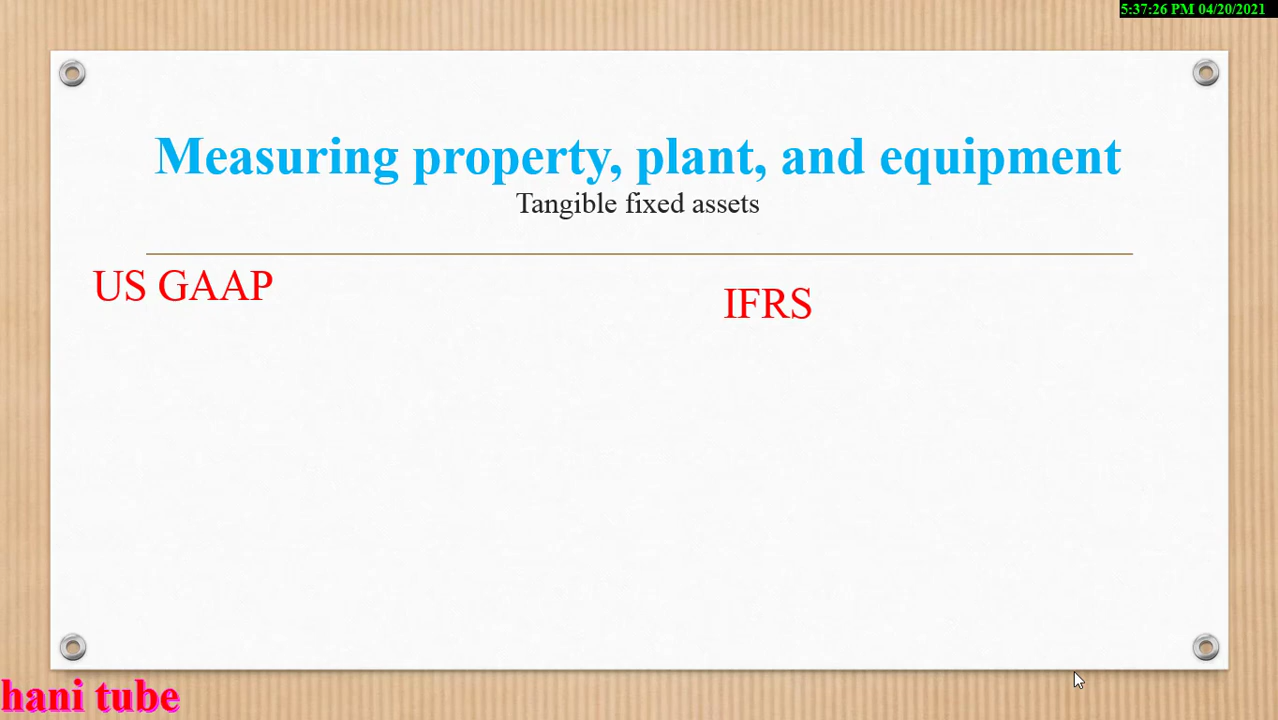 5:37:26 PM 04/20/2021
Measuring property, plant, and equipment
Tangible fixed assets
US GAAP
IFRS
hani tube